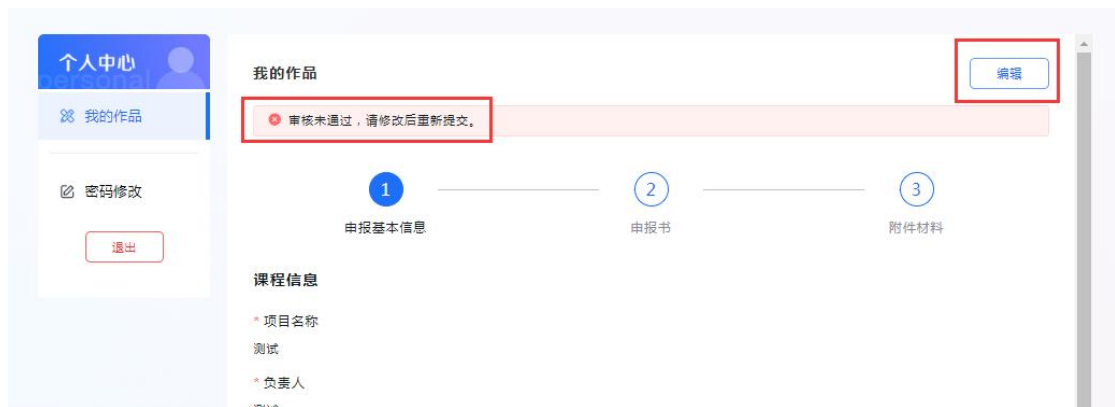 个人中心
personal
我的作品
密码修改
退出
我的作品
编辑
审核未通过，请修改后重新提交。
1
2
3
申报基本信息
申报书
附件材料
课程信息
* 项目名称
测试
* 负责人